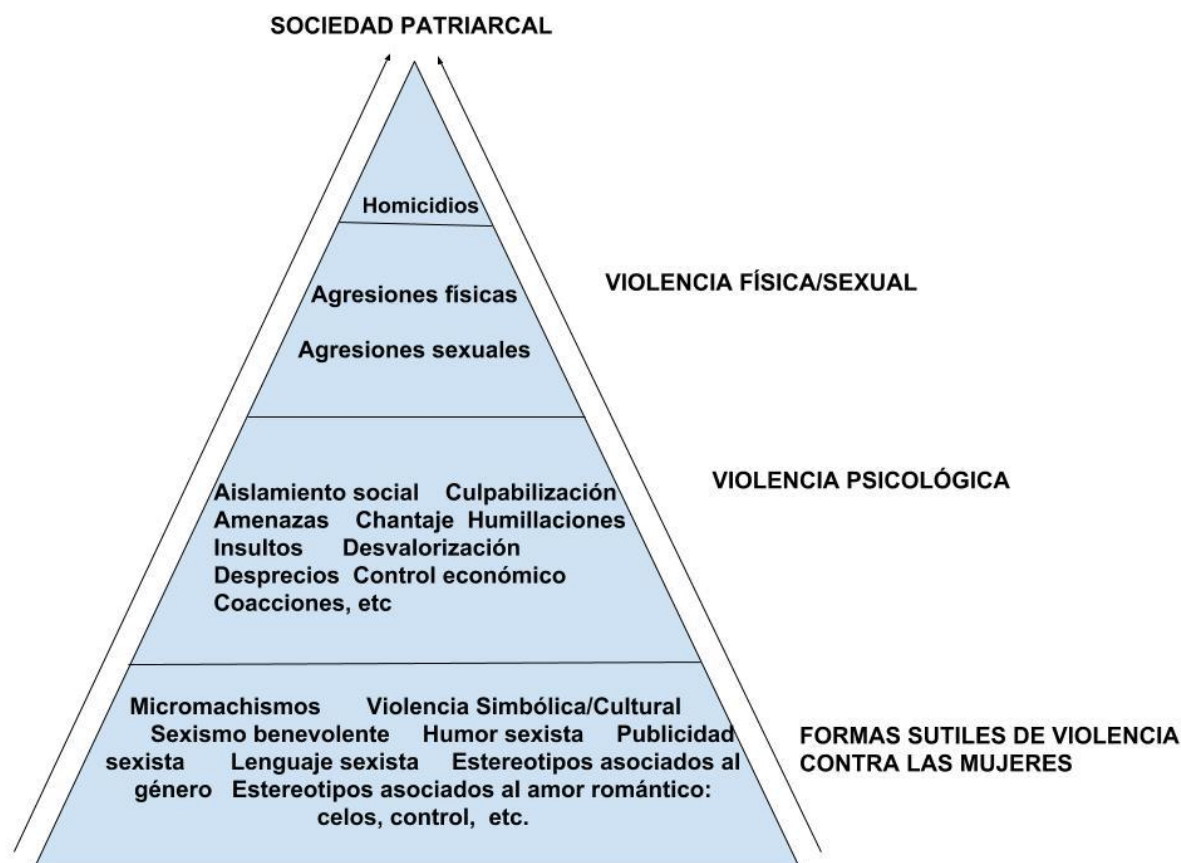 SOCIEDAD PATRIARCAL
Homicidios
VIOLENCIA FÍSICA/SEXUAL
Agresiones físicas
Agresiones sexuales
VIOLENCIA PSICOLÓGICA
Aislamiento social Culpabilización
Amenazas Chantaje Humillaciones
Insultos Desvalorización
Desprecios Control económico
Coacciones, etc
Micromachismos Violencia Simbólica/Cultural
Sexismo benevolente Humor sexista Publicidad
sexista Lenguaje sexista Estereotipos asociados al
género Estereotipos asociados al amor romántico:
celos, control, etc.
FORMAS SUTILES DE VIOLENCIA
CONTRA LAS MUJERES